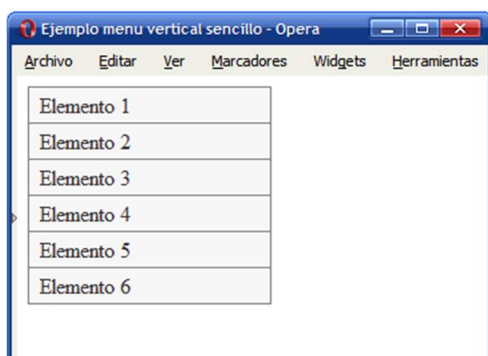 Ejemplo menu vertical sencillo - Opera
Archivo Editar Ver Marcadores Widgets Herramientas
Elemento 1
Elemento 2
Elemento 3
Elemento 4
Elemento 5
Elemento 6